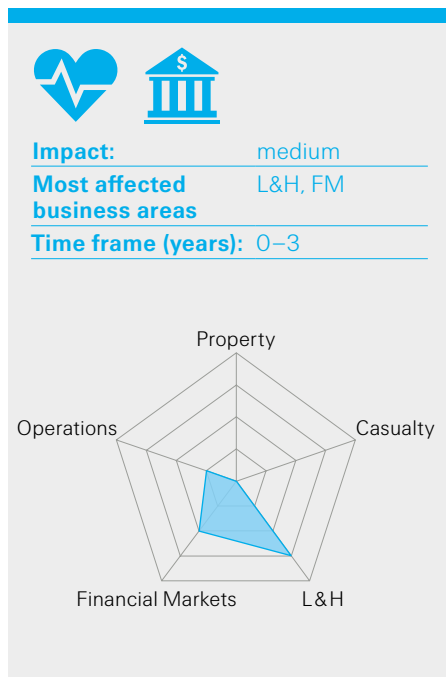 $
Impact: medium
Most affected L&H, FM
business areas
Time frame (years): 0–3
Property
Operations Casualty
Financial Markets L&H